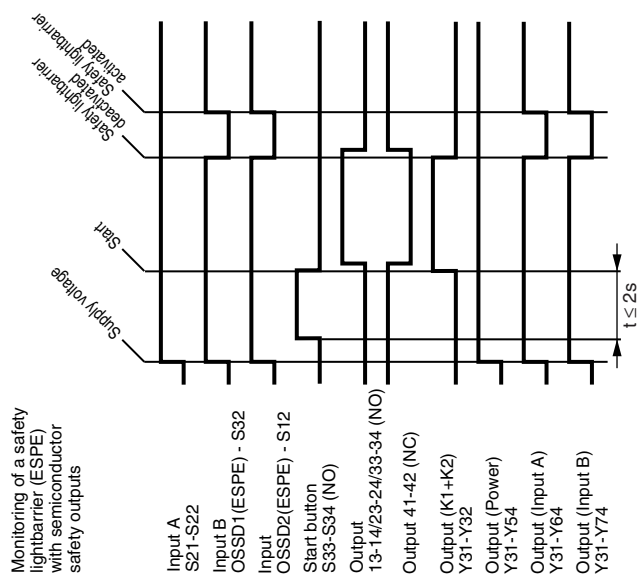 Monitoring of a safety
lightbarrier (ESPE)
with semiconductor
safety outputs
Supply voltage
Start
Safety lightbarrier
deactivated
Safety lightbarrier
activated
Input A
S21-S22
Input B
OSSD1(ESPE) - S32
Input
OSSD2(ESPE) - S12
Start button
S33-S34 (NO)
Output
13-14/23-24/33-34 (NO)
Output 41-42 (NC)
Output (K1+K2)
Y31-Y32
Output (Power)
Y31-Y54
Output (Input A)
Y31-Y64
Output (Input B)
Y31-Y74
t ≤ 2s